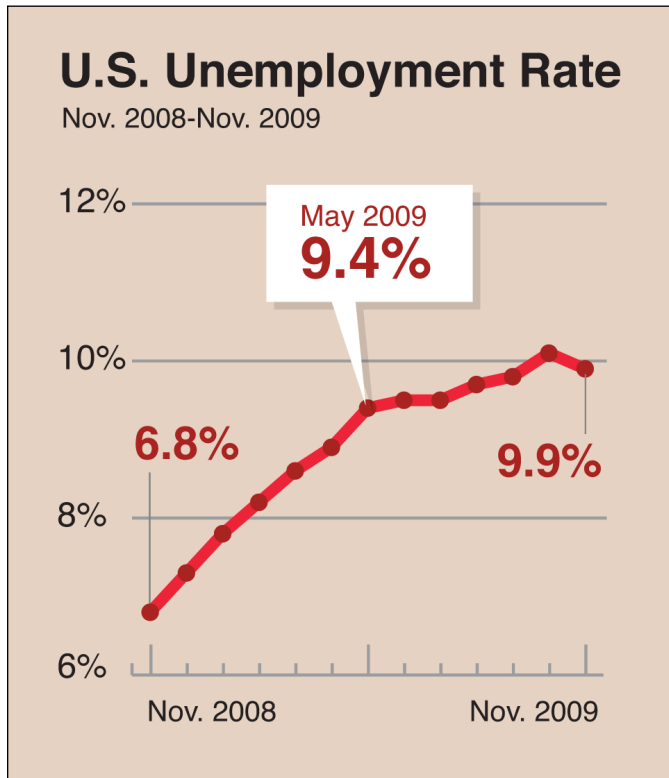 U.S. Unemployment Rate
Nov. 2008-Nov. 2009
12%
May 2009
9.4%
10%
6.8%
9.9%
8%
6%
Nov. 2008
Nov. 2009